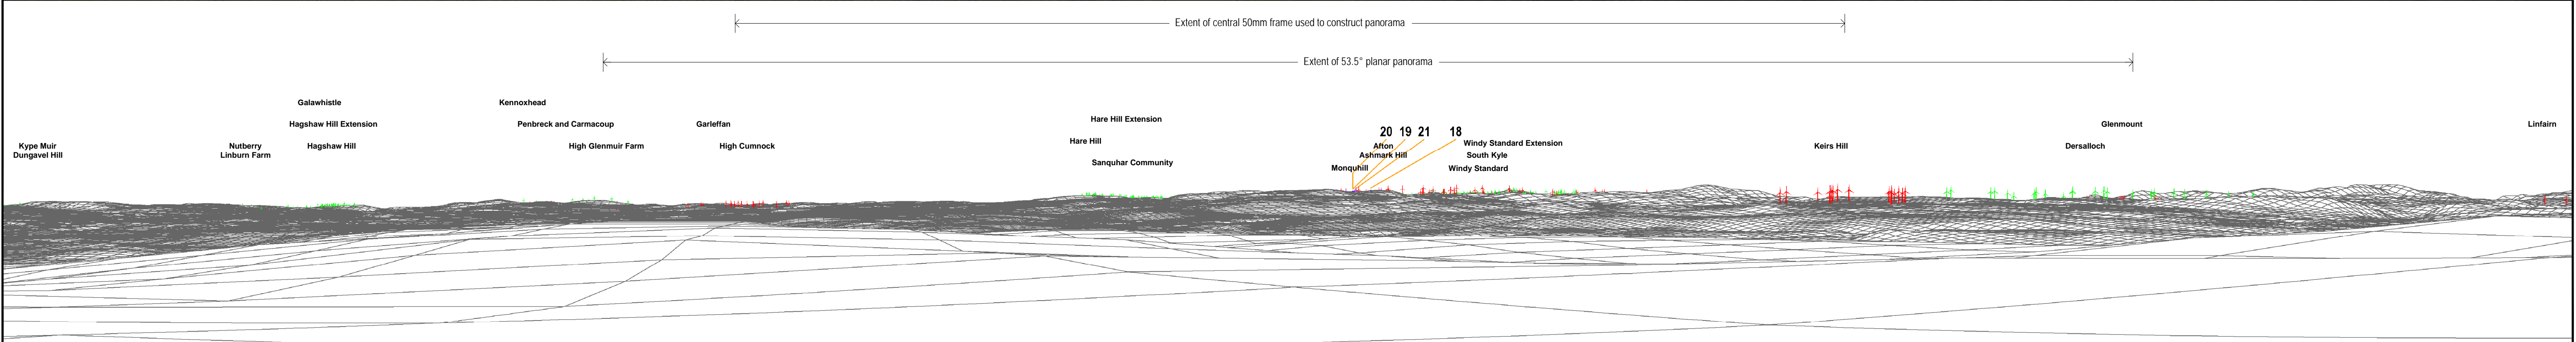 Extent of central 50mm frame used to construct panorama
Extent of 53.5° planar panorama
Kype Muir
Dungavel Hill
Nutberry
Linburn Farm
Galawhistle
Hagshaw Hill Extension
Hagshaw Hill
Kennoxhead
Penbreck and Carmacoup
High Glenmuir Farm
Garleffan
High Cumnock
Hare Hill Extension
Hare Hill
Sanquhar Community
20 19 21 18
Afton
Ashmark Hill
Monquhill
Windy Standard Extension
South Kyle
Windy Standard
Keirs Hill
Glenmount
Dersalloch
Linfairn